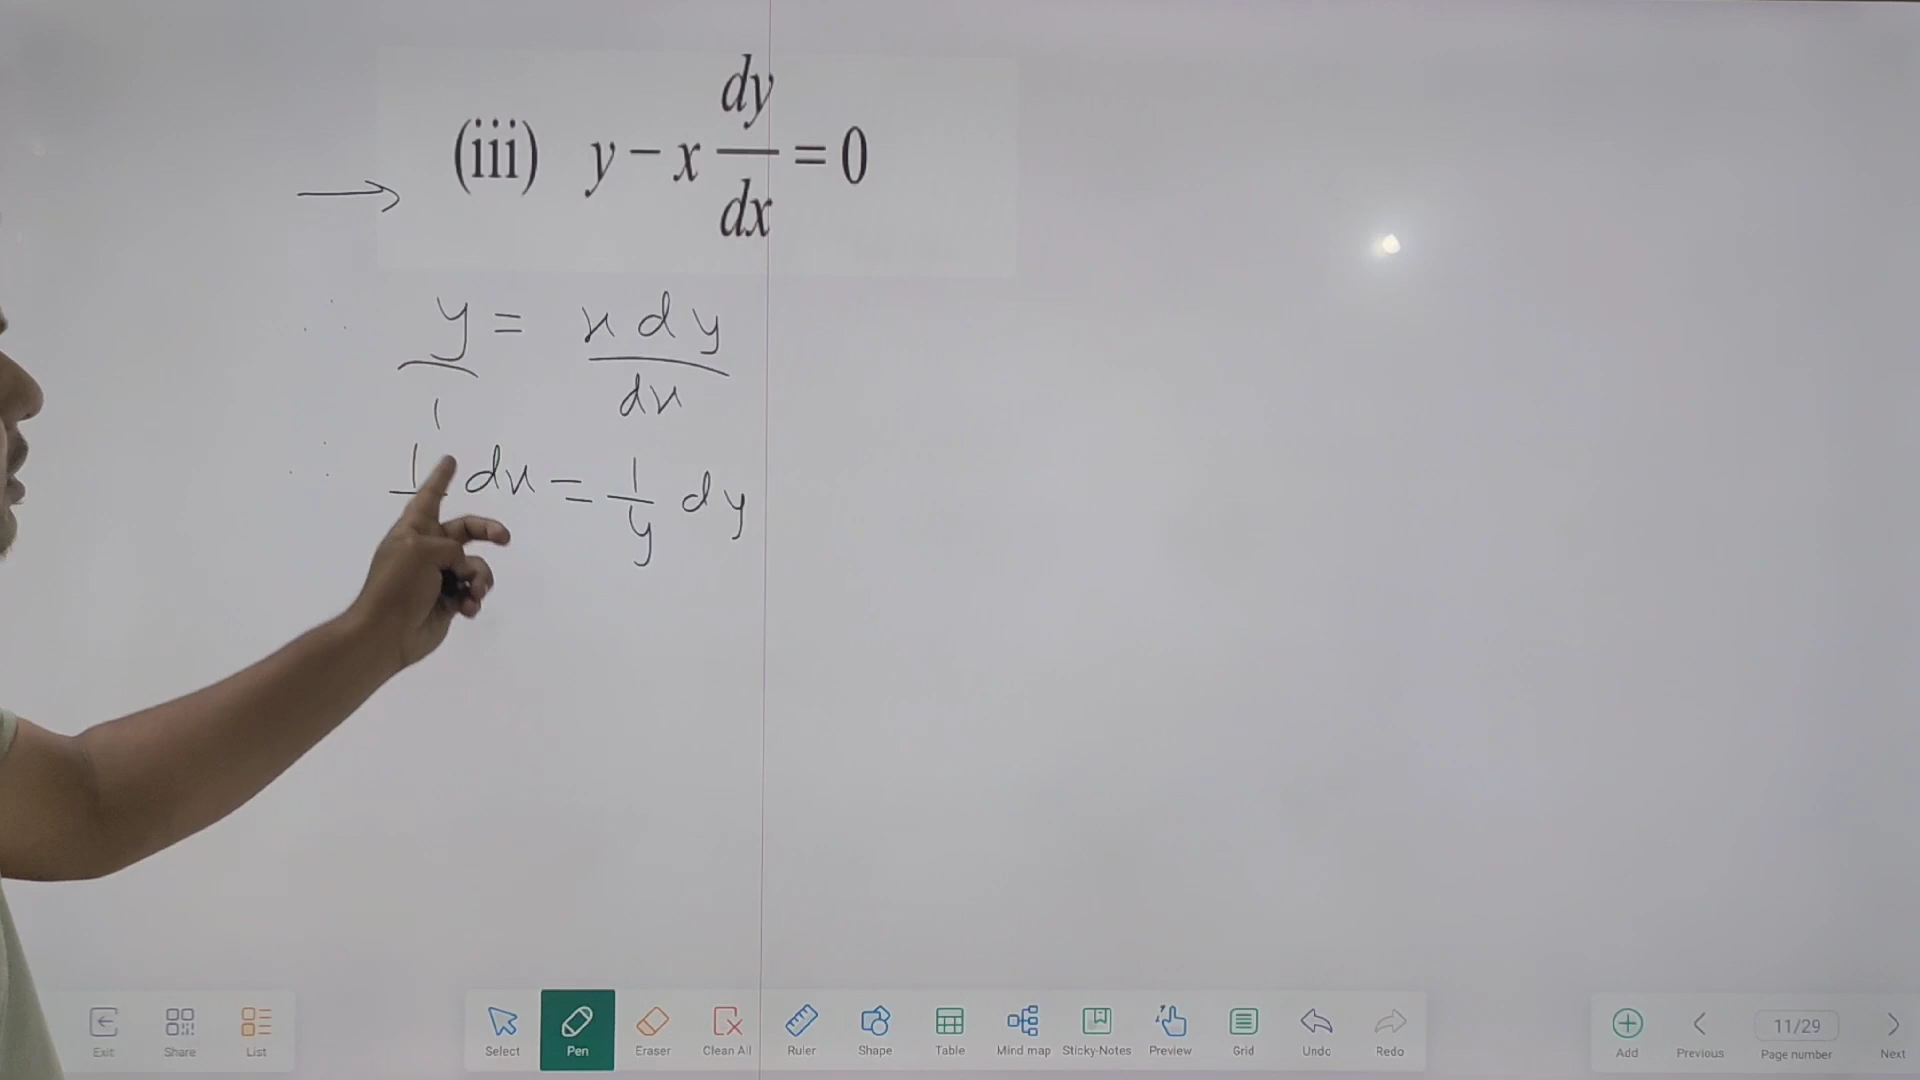 (iii) y − x dy/dx = 0
→
∴ y/1 = x dy/dx
∴ 1/ dx = 1/y dy
Exit Share List Select Pen Eraser Clean All Ruler Shape Table Mind map Sticky-Notes Preview Grid Undo Redo Add Previous 11/29 Page number Next